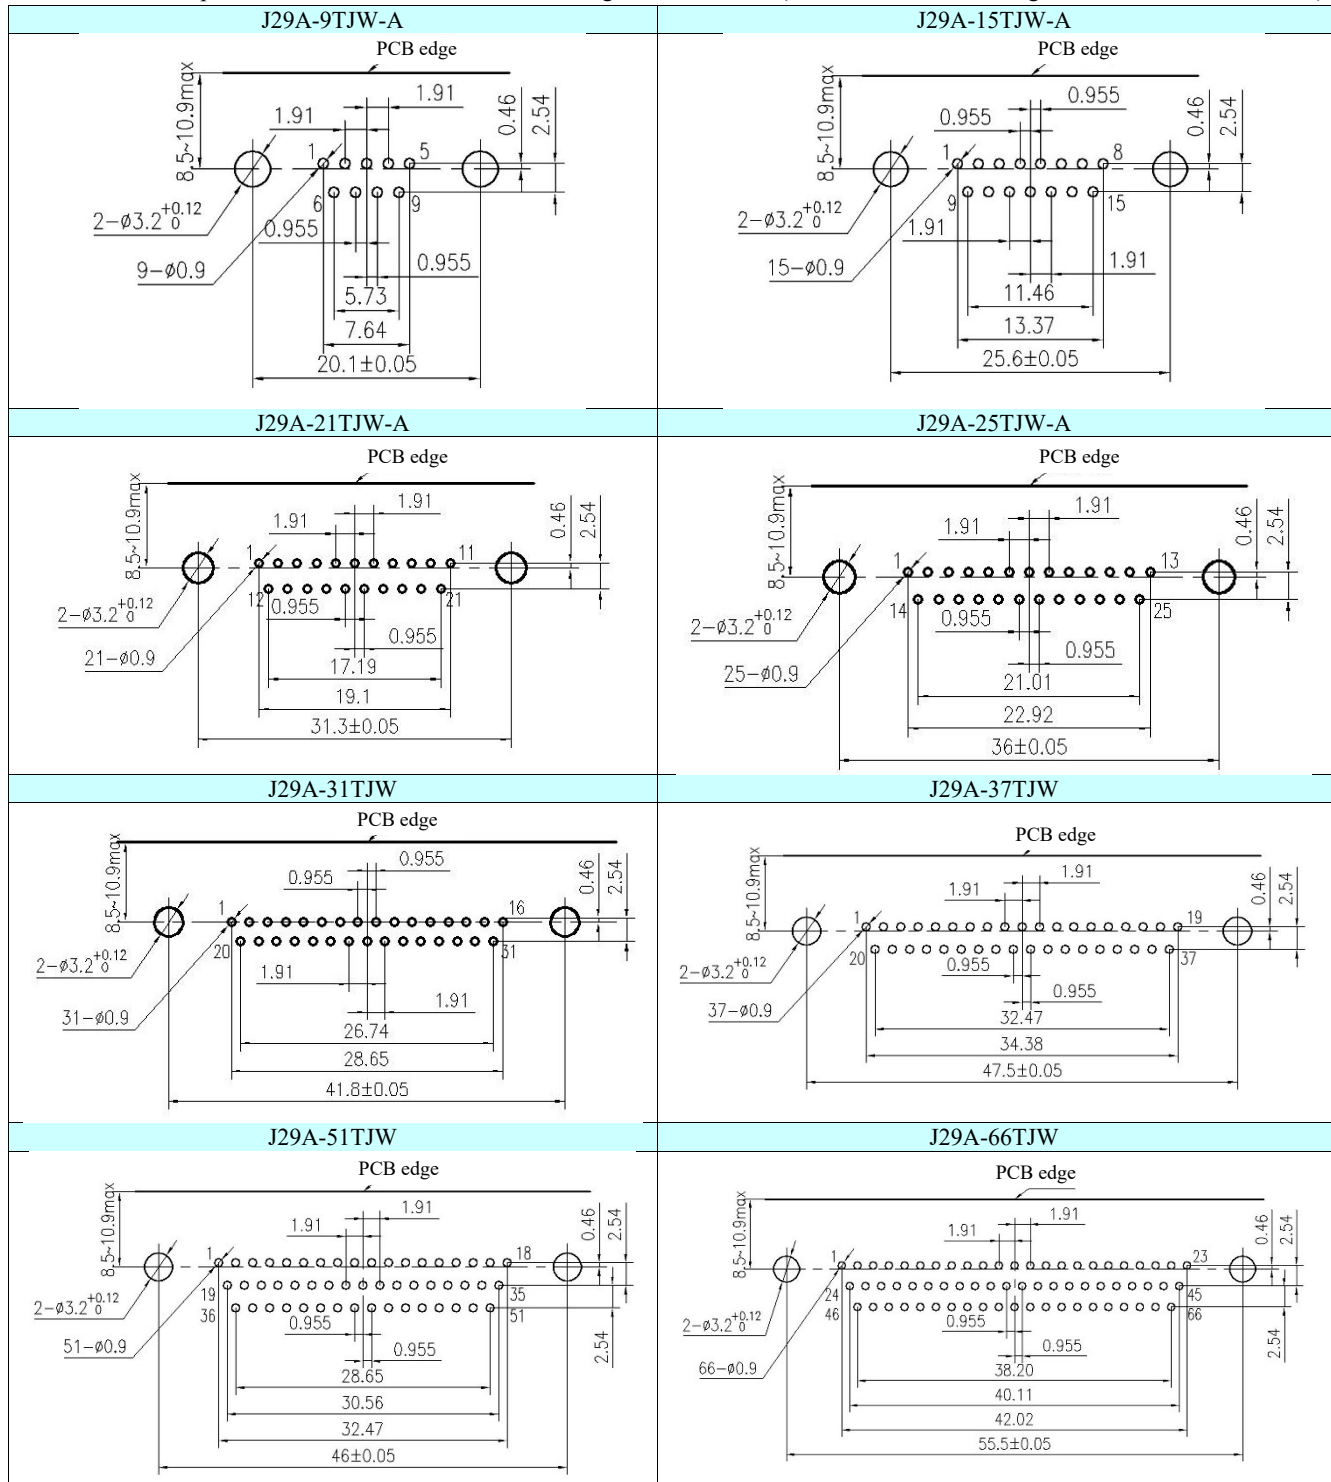 J29A-9TJW-A
PCB edge
8.5~10.9max
1.91
1.91
0.46
2.54
1
5
6
9
2-ø3.2 +0.12 0
0.955
0.955
9-ø0.9
5.73
7.64
20.1±0.05
J29A-15TJW-A
PCB edge
8.5~10.9max
0.955
0.955
0.46
2.54
1
8
9
15
2-ø3.2 +0.12 0
1.91
1.91
15-ø0.9
11.46
13.37
25.6±0.05
J29A-21TJW-A
PCB edge
8.5~10.9max
1.91
1.91
0.46
2.54
1
11
12
21
2-ø3.2 +0.12 0
0.955
0.955
21-ø0.9
17.19
19.1
31.3±0.05
J29A-25TJW-A
PCB edge
8.5~10.9max
1.91
1.91
0.46
2.54
1
13
14
25
2-ø3.2 +0.12 0
0.955
0.955
25-ø0.9
21.01
22.92
36±0.05
J29A-31TJW
PCB edge
8.5~10.9max
0.955
0.955
0.46
2.54
1
16
20
31
2-ø3.2 +0.12 0
1.91
1.91
31-ø0.9
26.74
28.65
41.8±0.05
J29A-37TJW
PCB edge
8.5~10.9max
1.91
1.91
0.46
2.54
1
19
20
37
2-ø3.2 +0.12 0
0.955
0.955
37-ø0.9
32.47
34.38
47.5±0.05
J29A-51TJW
PCB edge
8.5~10.9max
1.91
1.91
0.46
2.54
1
18
19
35
36
51
2-ø3.2 +0.12 0
0.955
0.955
2.54
51-ø0.9
28.65
30.56
32.47
46±0.05
J29A-66TJW
PCB edge
8.5~10.9max
1.91
1.91
0.46
2.54
1
23
24
45
46
66
2-ø3.2 +0.12 0
0.955
0.955
2.54
66-ø0.9
38.20
40.11
42.02
55.5±0.05